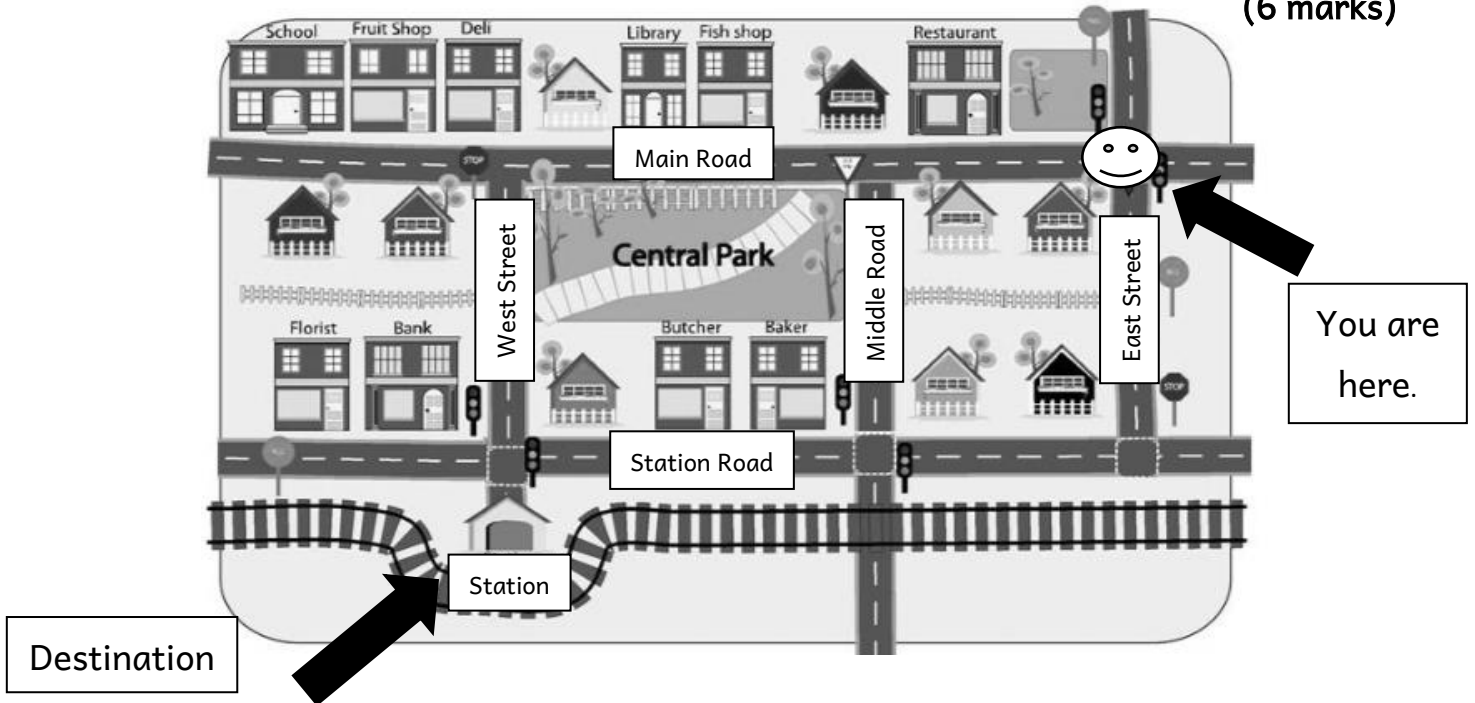 (6 marks)
School Fruit Shop Deli Library Fish shop Restaurant
Main Road
STOP
Central Park
West Street
Middle Road
East Street
You are
here.
Florist Bank Butcher Baker
STOP
Station Road
Station
Destination